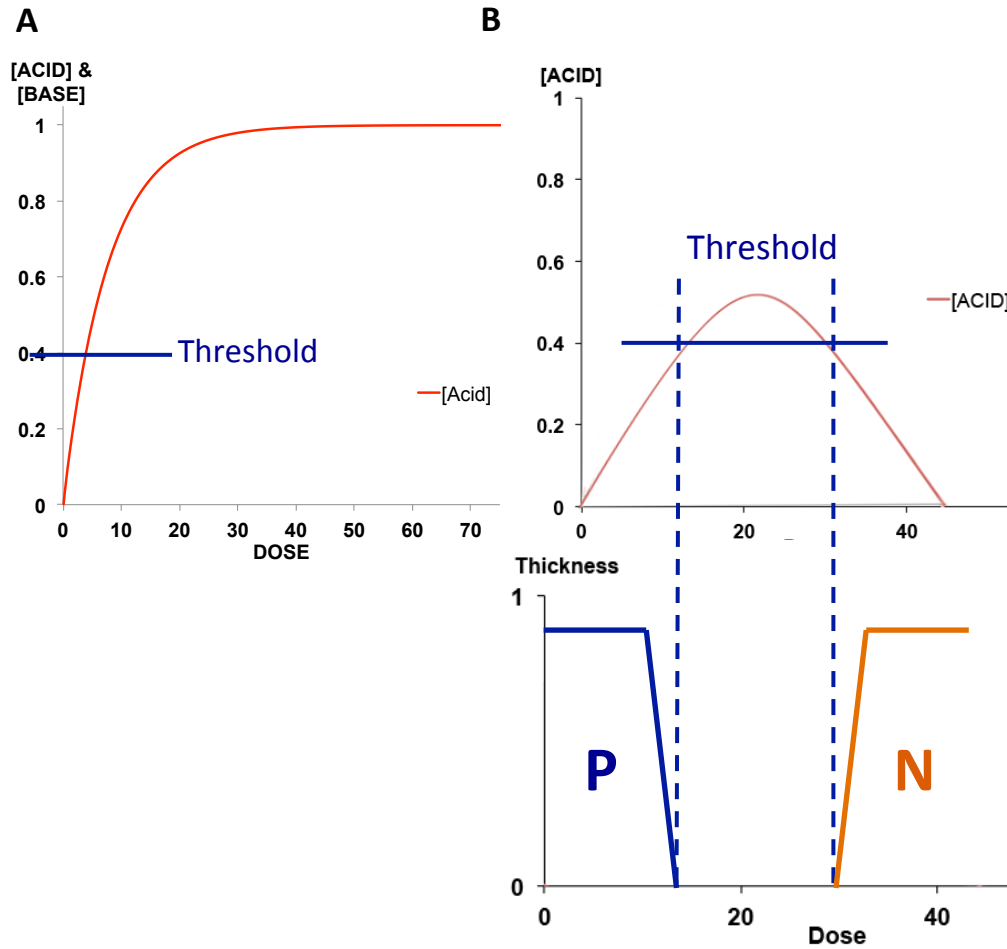 A
[ACID] &
[BASE]
1
0.8
0.6
0.4
Threshold
[Acid]
0.2
0
0 10 20 30 40 50 60 70
DOSE
B
[ACID]
1
0.8
Threshold
0.6
[ACID]
0.4
0.2
0
0 20 40
Thickness
1
P
N
0
0 20 40
Dose